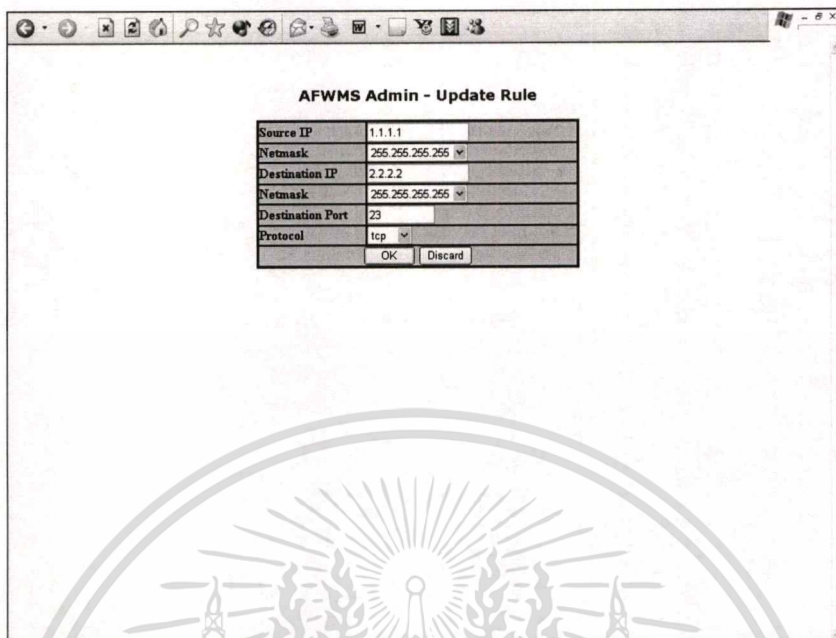 AFWMS Admin - Update Rule
Source IP 1.1.1.1
Netmask 255.255.255.255
Destination IP 2.2.2.2
Netmask 255.255.255.255
Destination Port 23
Protocol tcp
OK Discard